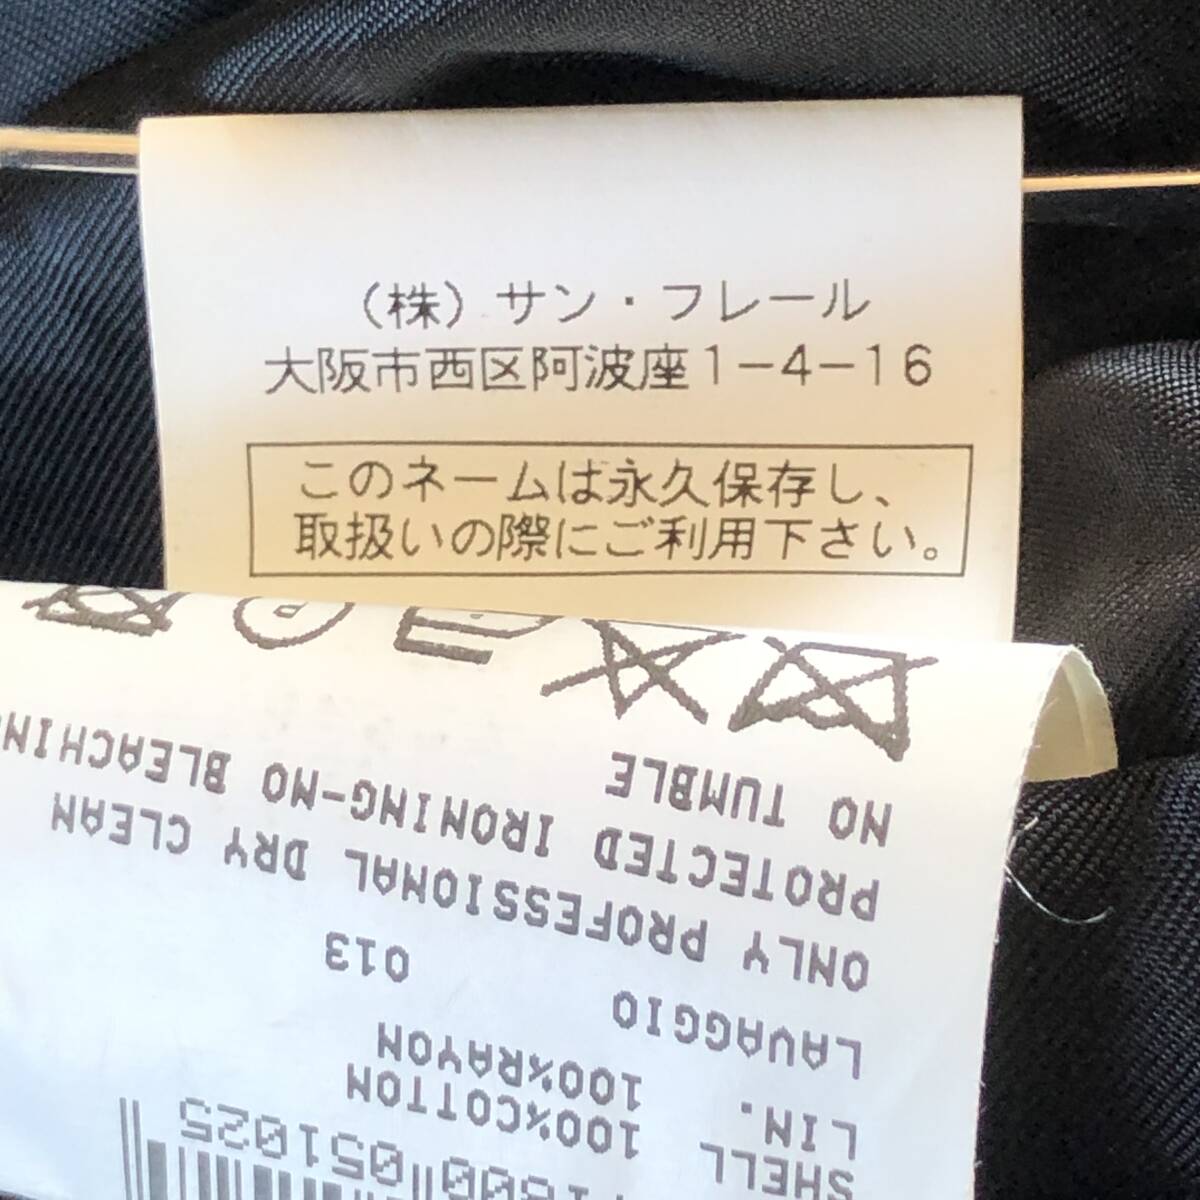 （株）サン・フレール
大阪市西区阿波座1-4-16
このネームは永久保存し、
取扱いの際にご利用下さい。
SHELL 100%COTTON
LIN. 100%RAYON
LAVAGGIO 013
ONLY PROFESSIONAL DRY CLEAN
PROTECTED IRONING-NO BLEACHING
NO TUMBLE